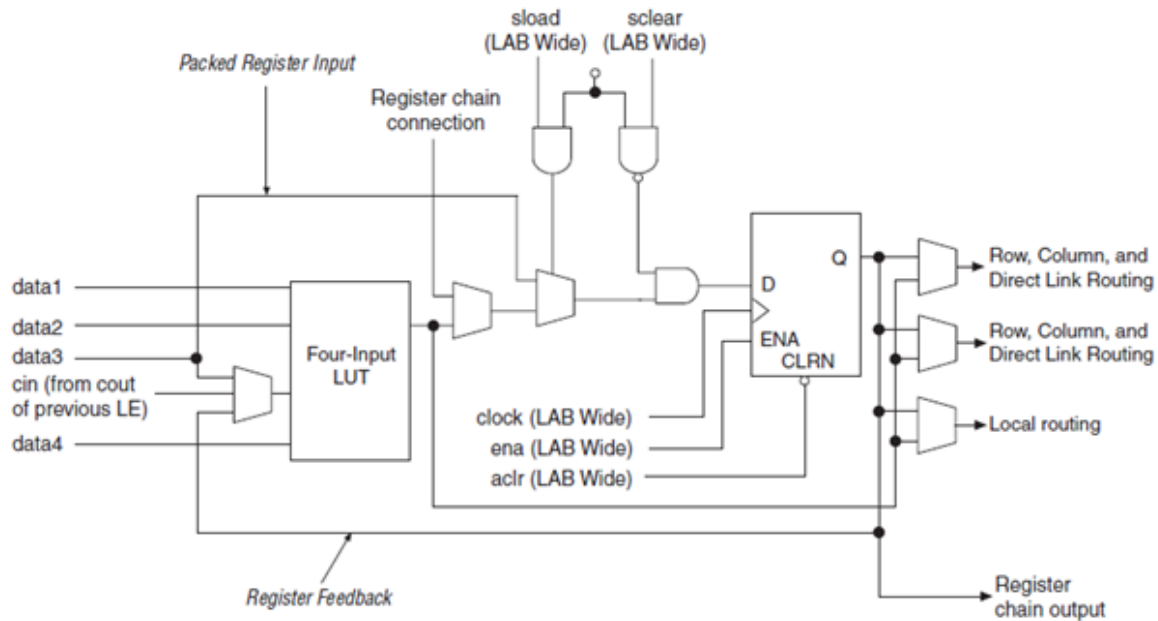 sload
(LAB Wide)
sclear
(LAB Wide)
Packed Register Input
Register chain
connection
data1
data2
data3
cin (from cout
of previous LE)
data4
Four-Input
LUT
D
Q
ENA
CLRN
clock (LAB Wide)
ena (LAB Wide)
aclr (LAB Wide)
Row, Column, and
Direct Link Routing
Row, Column, and
Direct Link Routing
Local routing
Register Feedback
Register
chain output